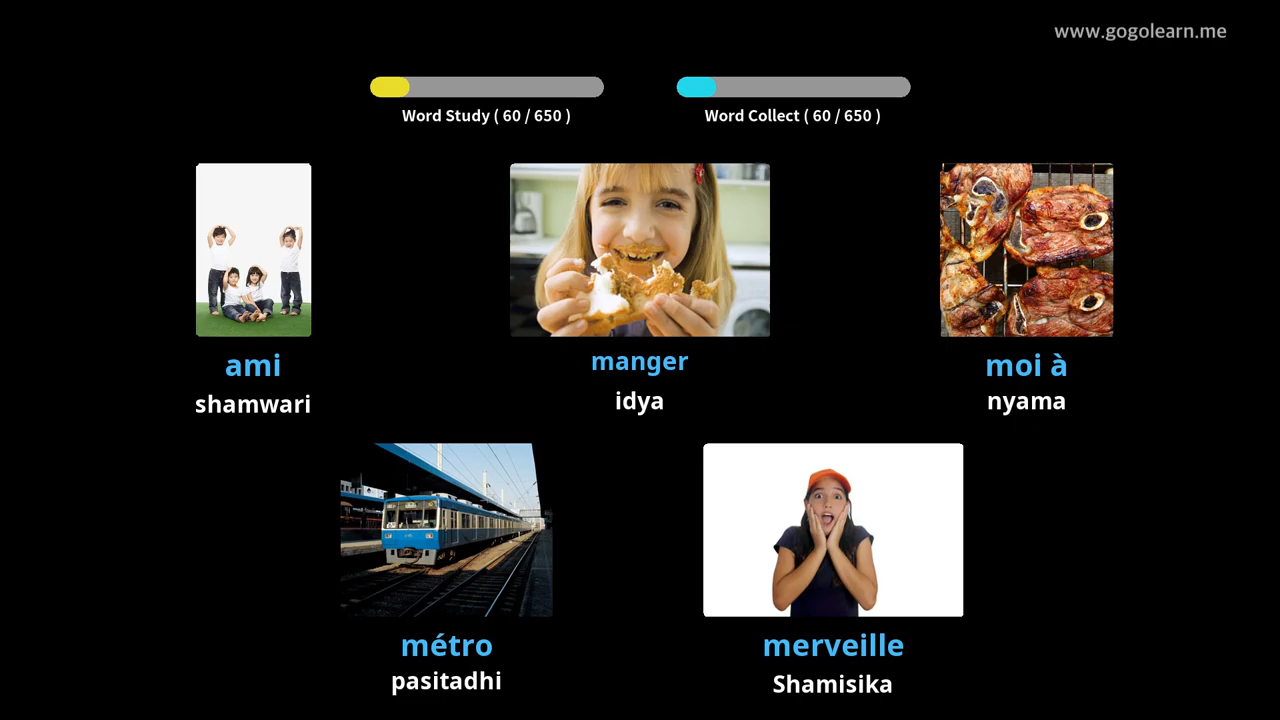 www.gogolearn.me
Word Study ( 60 / 650 )
Word Collect ( 60 / 650 )
ami
shamwari
manger
idya
moi à
nyama
métro
pasitadhi
merveille
Shamisika